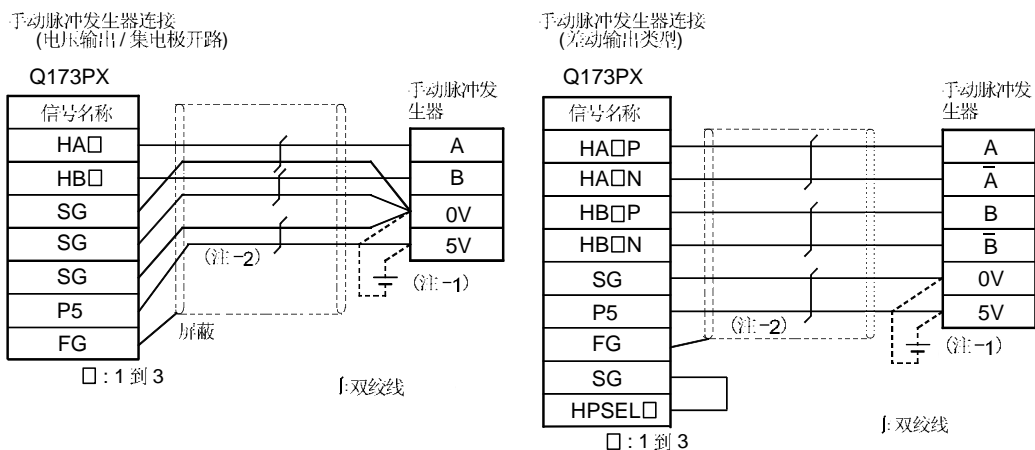 手动脉冲发生器连接
(电压输出 / 集电极开路)
Q173PX
信号名称
HA□
HB□
SG
SG
SG
P5
FG
□ : 1 到 3
手动脉冲发
生器
A
B
0V
5V
(注-1)
(注-2)
屏蔽
∫: 双绞线
手动脉冲发生器连接
(差动输出类型)
Q173PX
信号名称
HA□P
HA□N
HB□P
HB□N
SG
P5
FG
SG
HPSEL□
□ : 1 到 3
手动脉冲发
生器
A
A̅
B
B̅
0V
5V
(注-1)
(注-2)
∫: 双绞线